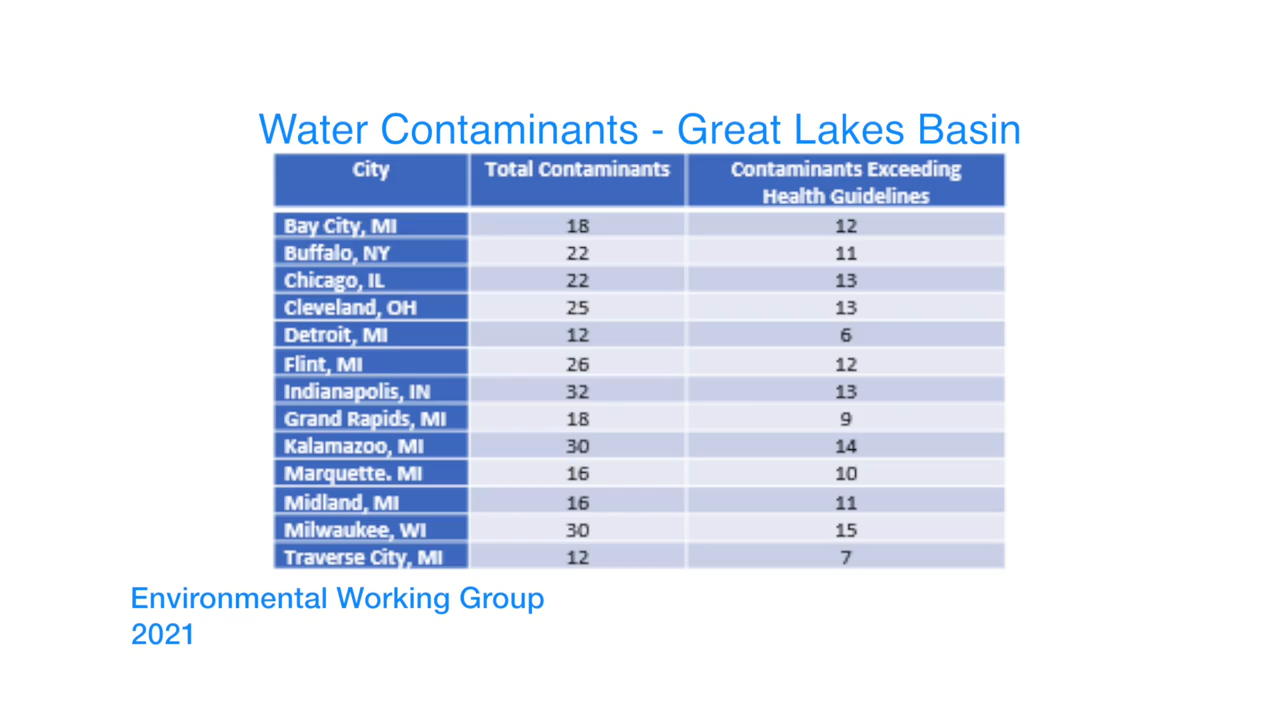 Water Contaminants - Great Lakes Basin
City Total Contaminants Contaminants Exceeding
Health Guidelines
Bay City, MI 18 12
Buffalo, NY 22 11
Chicago, IL 22 13
Cleveland, OH 25 13
Detroit, MI 12 6
Flint, MI 26 12
Indianapolis, IN 32 13
Grand Rapids, MI 18 9
Kalamazoo, MI 30 14
Marquette. MI 16 10
Midland, MI 16 11
Milwaukee, WI 30 15
Traverse City, MI 12 7
Environmental Working Group
2021